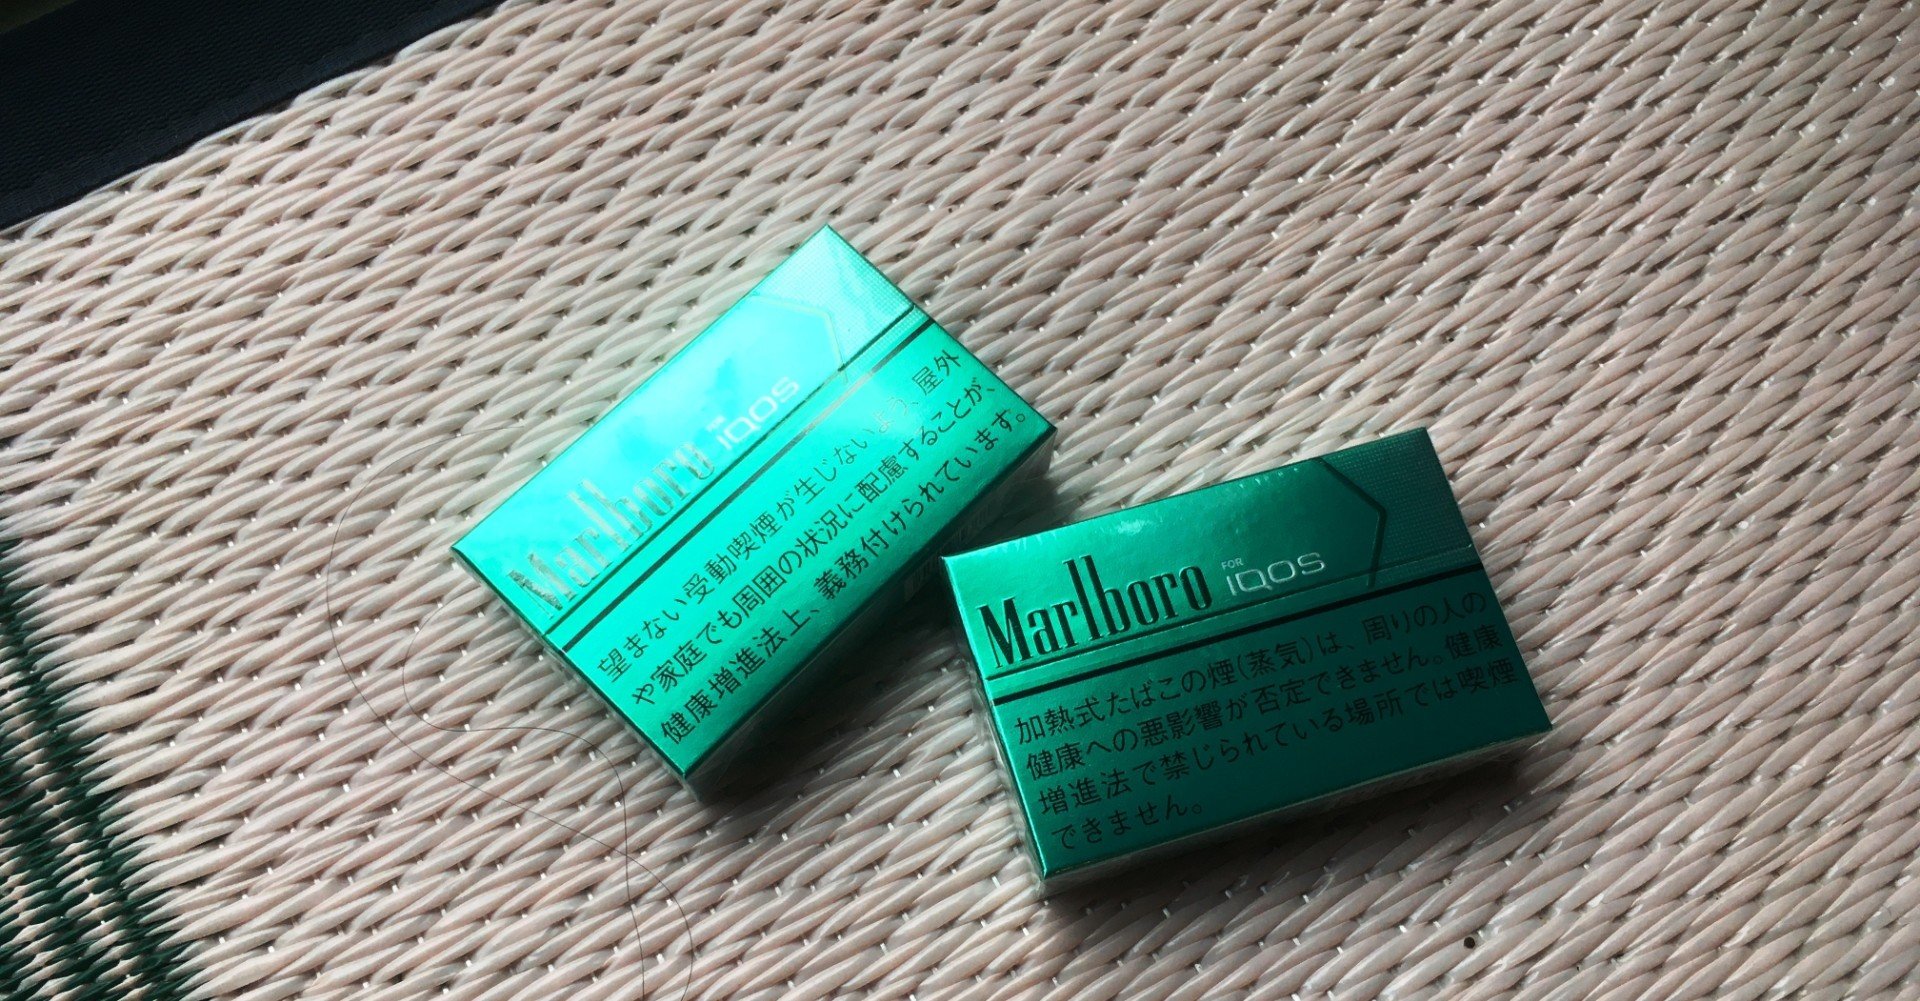 Marlboro FOR IQOS
望まない受動喫煙が生じないよう、屋外
や家庭でも周囲の状況に配慮することが、
健康増進法上、義務付けられています。
Marlboro FOR IQOS
加熱式たばこの煙(蒸気)は、周りの人の
健康への悪影響が否定できません。健康
増進法で禁じられている場所では喫煙
できません。